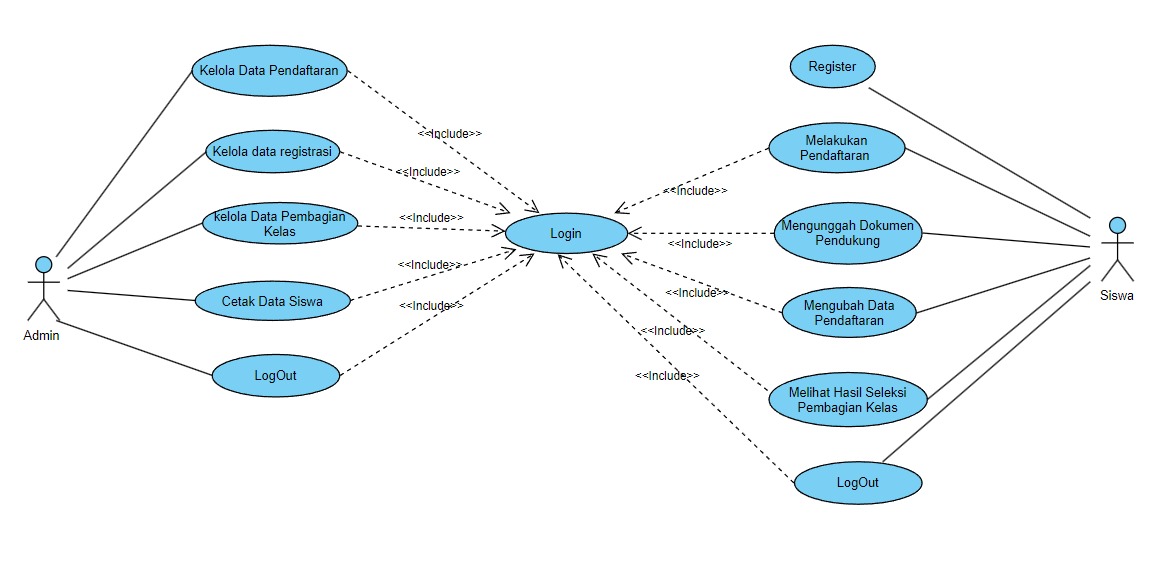 Kelola Data Pendaftaran
Register
<<Include>>
Kelola data registrasi
Melakukan
Pendaftaran
<<Include>>
<<Include>>
kelola Data Pembagian
Kelas
<<Include>>
Login
Mengunggah Dokumen
Pendukung
<<Include>>
<<Include>>
Cetak Data Siswa
<<Include>>
Mengubah Data
Pendaftaran
Siswa
<<Include>>
Admin
<<Include>>
LogOut
<<Include>>
Melihat Hasil Seleksi
Pembagian Kelas
LogOut